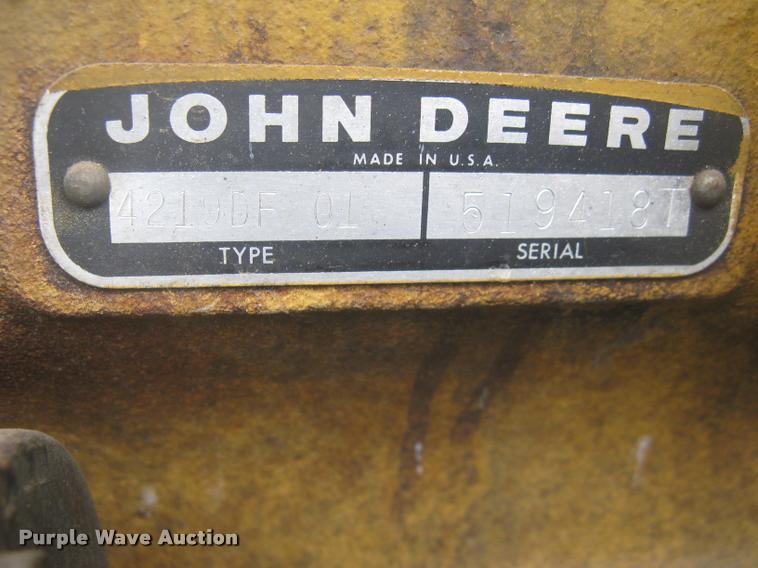 JOHN DEERE
MADE IN U.S.A.
4219DF 01 519418T
TYPE SERIAL
Purple Wave Auction